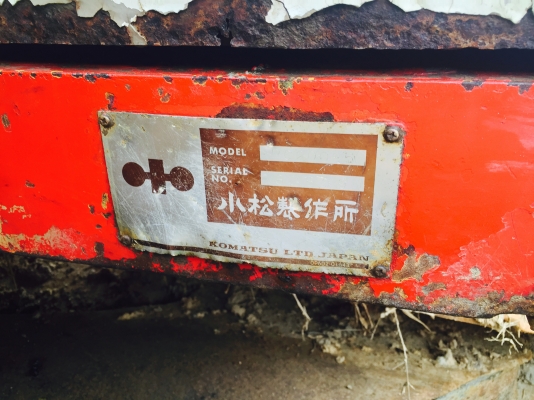 MODEL
SERIAL
NO.
小松製作所
KOMATSU LTD. JAPAN